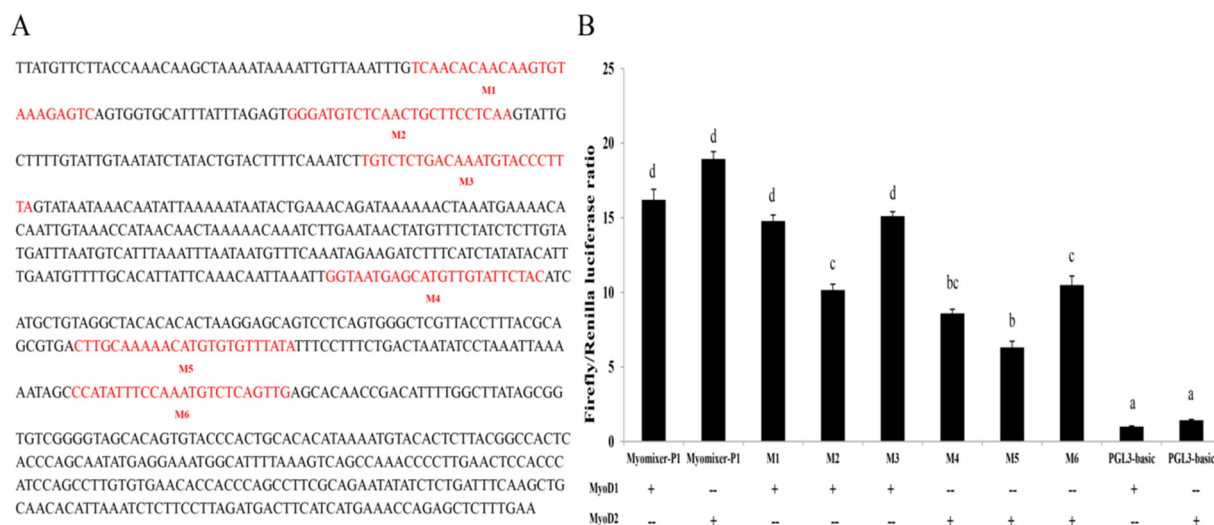 A
TTATGTTCTTACCAAACAAGCTAAAATAAAATTGTTAAATTTGTCAACACAACAAGTGT
M1
AAAGAGTCAGTGGTGCATTTATTTAGAGTGGGATGTCTCAACTGCTTCCTCAAGTATTG
M2
CTTTTGTATTGTAATATCTATACTGTACTTTTCAAATCTTGTCTCTGACAAATGTACCCTT
M3
TAGTATAATAAACAATATTAAAAATAATACTGAAACAGATAAAAAACTAAATGAAAACA
CAATTGTAAACCATAACAACTAAAAACAAATCTTGAATAACTATGTTTCTATCTCTTGTA
TGATTTAATGTCATTTAAATTTAATAATGTTTCAAATAGAAGATCTTTCATCTATATACATT
TGAATGTTTTGCACATTATTCAAACAATTAAATTGGTAATGAGCATGTTGTATTCTACATC
M4
ATGCTGTAGGCTACACACACTAAGGAGCAGTCCTCAGTGGGCTCGTTACCTTTACGCA
GCGTGACTTGCAAAAACATGTGTGTTTATATTTCCTTTCTGACTAATATCCTAAATTAAA
M5
AATAGCCCATATTTCCAAATGTCTCAGTTGAGCACAACCGACATTTTGGCTTATAGCGG
M6
TGTCGGGGTAGCACAGTGTACCCACTGCACACATAAAATGTACACTCTTACGGCCACTC
ACCCAGCAATATGAGGAAATGGCATTTTAAAGTCAGCCAAACCCCTTGAACTCCACCC
ATCCAGCCTTGTGTGAACACCACCCAGCCTTCGCAGAATATATCTCTGATTTCAAGCTG
CAACACATTAAATCTCTTCCTTAGATGACTTCATCATGAAACCAGAGCTCTTTGAA
B
Firefly/Renilla luciferase ratio
25
20
15
10
5
0
d d d c d bc b c a a
Myomixer-P1 Myomixer-P1 M1 M2 M3 M4 M5 M6 PGL3-basic PGL3-basic
MyoD1 + -- + + + -- -- -- + --
MyoD2 -- + -- -- -- + + + -- +